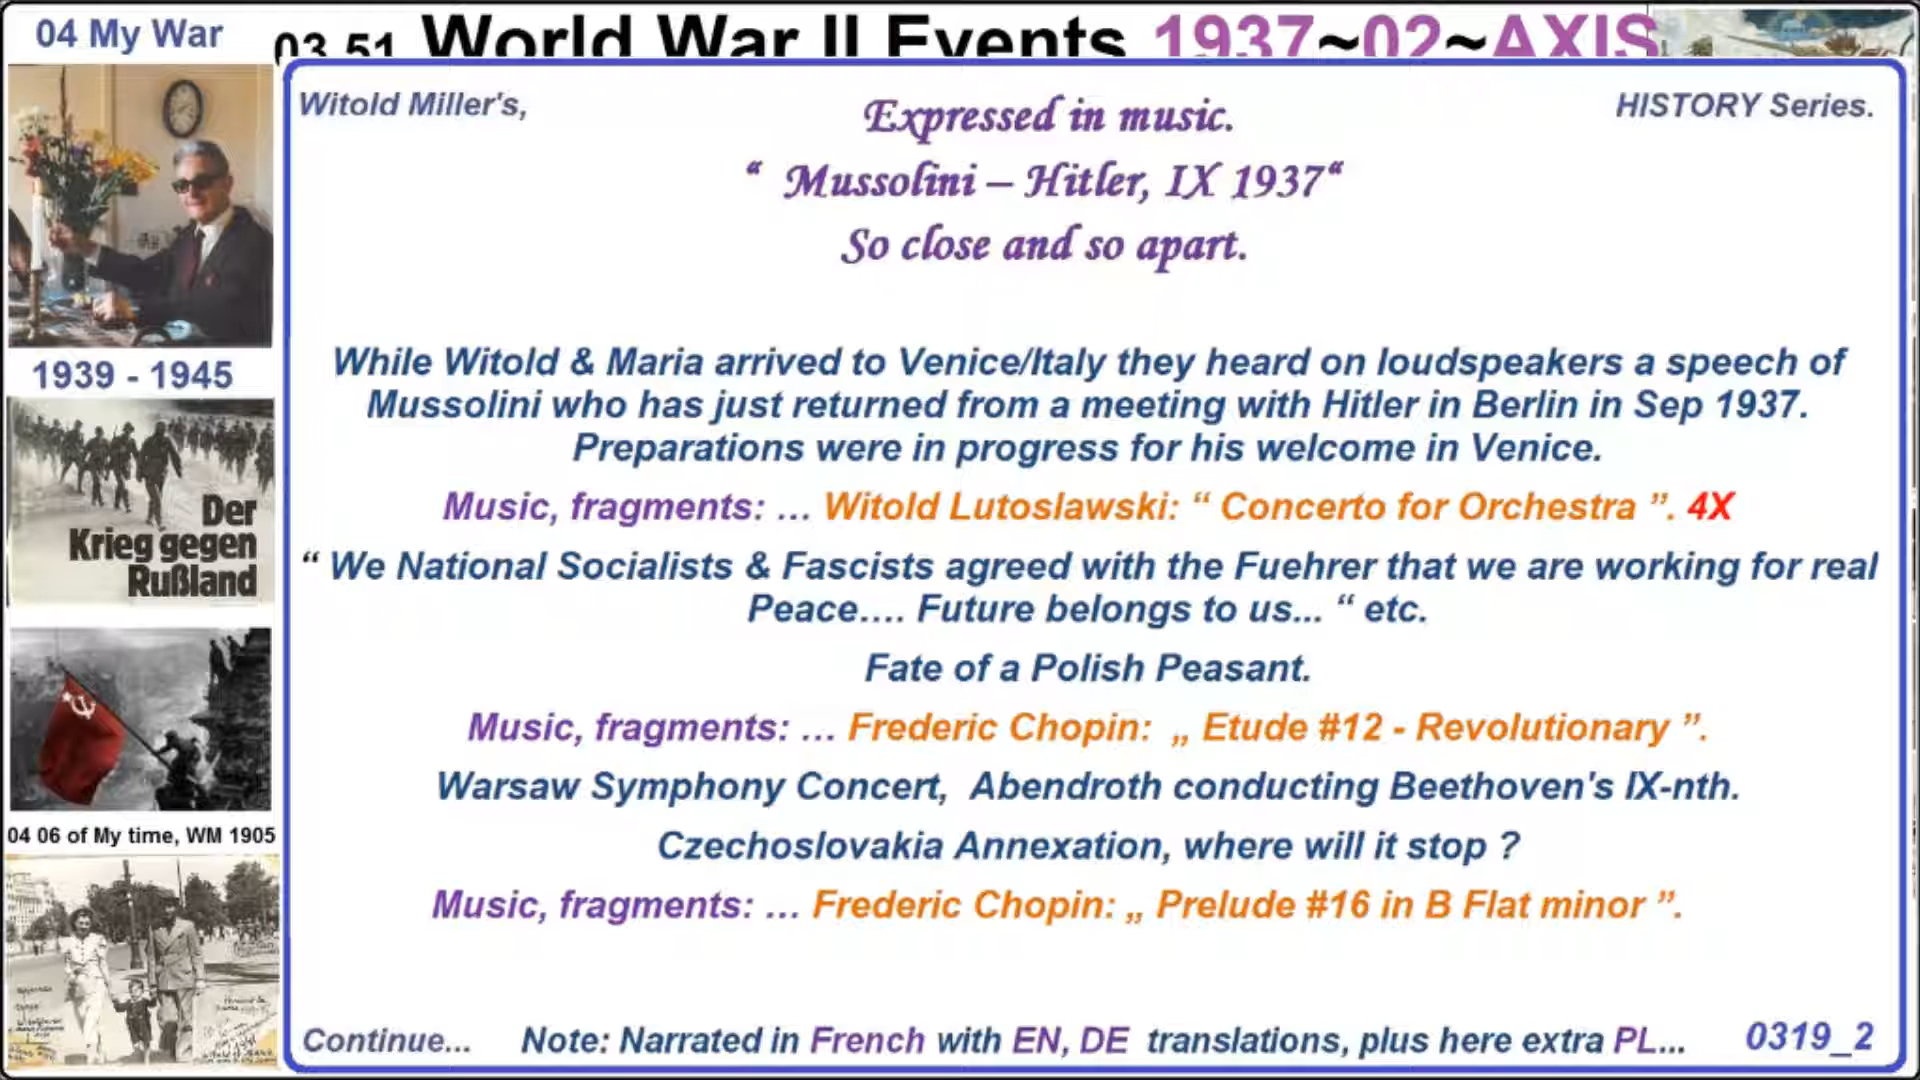 04 My War
03 51 World War II Events 1937~02~AXIS
1939 - 1945
Der
Krieg gegen
Rußland
04 06 of My time, WM 1905
Witold Miller's,
HISTORY Series.
Expressed in music.
“ Mussolini – Hitler, IX 1937“
So close and so apart.
While Witold & Maria arrived to Venice/Italy they heard on loudspeakers a speech of
Mussolini who has just returned from a meeting with Hitler in Berlin in Sep 1937.
Preparations were in progress for his welcome in Venice.
Music, fragments: … Witold Lutoslawski: “ Concerto for Orchestra ”. 4X
“ We National Socialists & Fascists agreed with the Fuehrer that we are working for real
Peace…. Future belongs to us... “ etc.
Fate of a Polish Peasant.
Music, fragments: … Frederic Chopin: „ Etude #12 - Revolutionary ”.
Warsaw Symphony Concert, Abendroth conducting Beethoven's IX-nth.
Czechoslovakia Annexation, where will it stop ?
Music, fragments: … Frederic Chopin: „ Prelude #16 in B Flat minor ”.
Continue... Note: Narrated in French with EN, DE translations, plus here extra PL... 0319_2